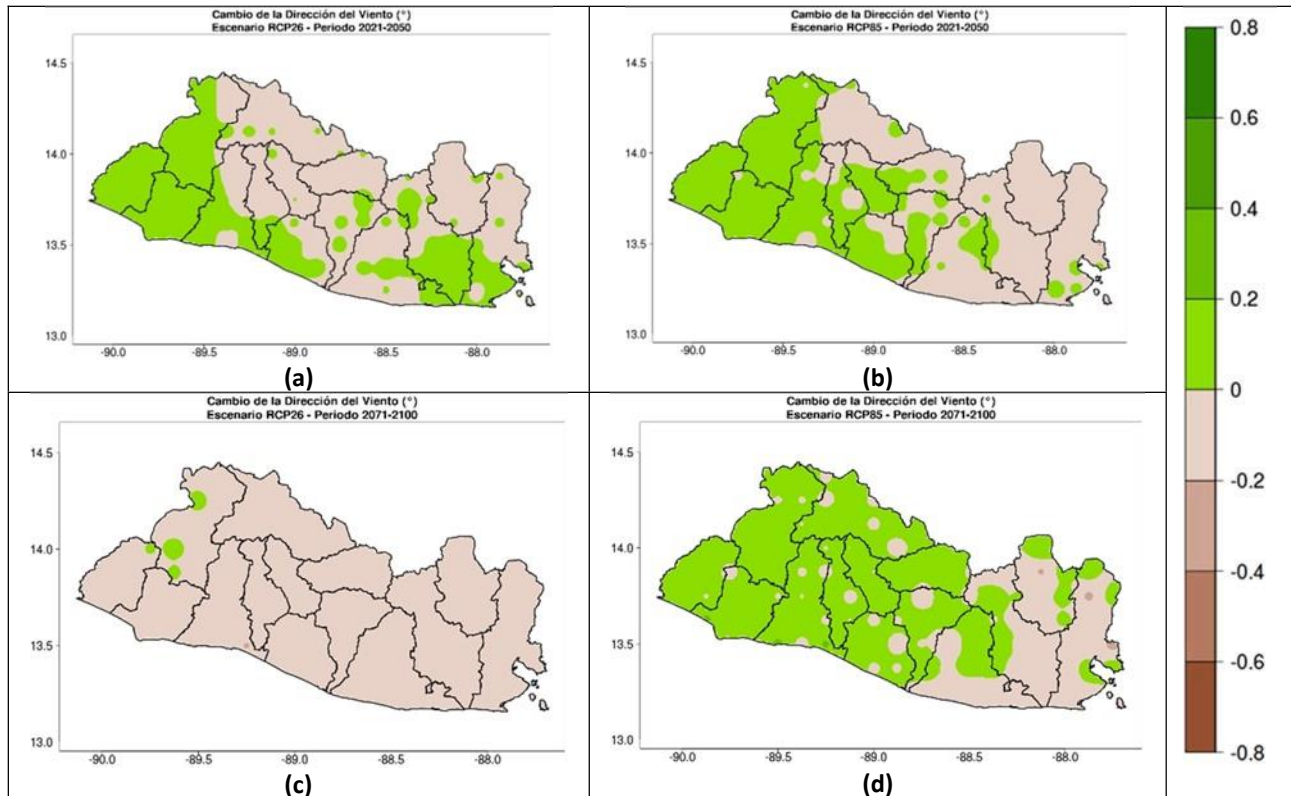 Cambio de la Dirección del Viento (°)
Escenario RCP26 - Periodo 2021-2050
14.5
14.0
13.5
13.0
-90.0 -89.5 -89.0 -88.5 -88.0
(a)
Cambio de la Dirección del Viento (°)
Escenario RCP85 - Periodo 2021-2050
14.5
14.0
13.5
13.0
-90.0 -89.5 -89.0 -88.5 -88.0
(b)
Cambio de la Dirección del Viento (°)
Escenario RCP26 - Periodo 2071-2100
14.5
14.0
13.5
13.0
-90.0 -89.5 -89.0 -88.5 -88.0
(c)
Cambio de la Dirección del Viento (°)
Escenario RCP85 - Periodo 2071-2100
14.5
14.0
13.5
13.0
-90.0 -89.5 -89.0 -88.5 -88.0
(d)
0.8
0.6
0.4
0.2
0
-0.2
-0.4
-0.6
-0.8